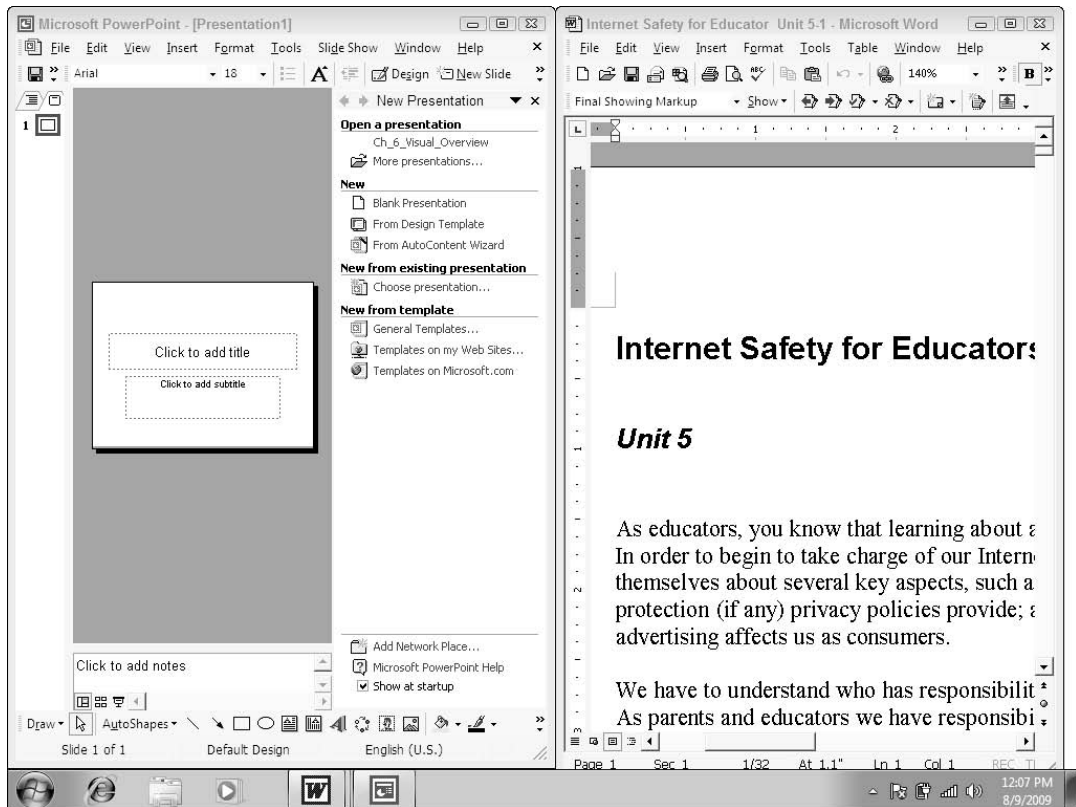 Microsoft PowerPoint - [Presentation1]
File Edit View Insert Format Tools Slide Show Window Help
Arial 18 Design New Slide
New Presentation
1
Open a presentation
Ch_6_Visual_Overview
More presentations...
New
Blank Presentation
From Design Template
From AutoContent Wizard
New from existing presentation
Choose presentation...
New from template
General Templates...
Templates on my Web Sites...
Templates on Microsoft.com
Click to add title
Click to add subtitle
Add Network Place...
Microsoft PowerPoint Help
Show at startup
Click to add notes
Draw AutoShapes
Slide 1 of 1 Default Design English (U.S.)
Internet Safety for Educator Unit 5-1 - Microsoft Word
File Edit View Insert Format Tools Table Window Help
140% B
Final Showing Markup Show
1 2
Internet Safety for Educators
Unit 5
As educators, you know that learning about a
In order to begin to take charge of our Intern
themselves about several key aspects, such a
protection (if any) privacy policies provide; a
advertising affects us as consumers.
We have to understand who has responsibilit
As parents and educators we have responsibi
Page 1 Sec 1 1/32 At 1.1" Ln 1 Col 1 REC
12:07 PM
8/9/2009